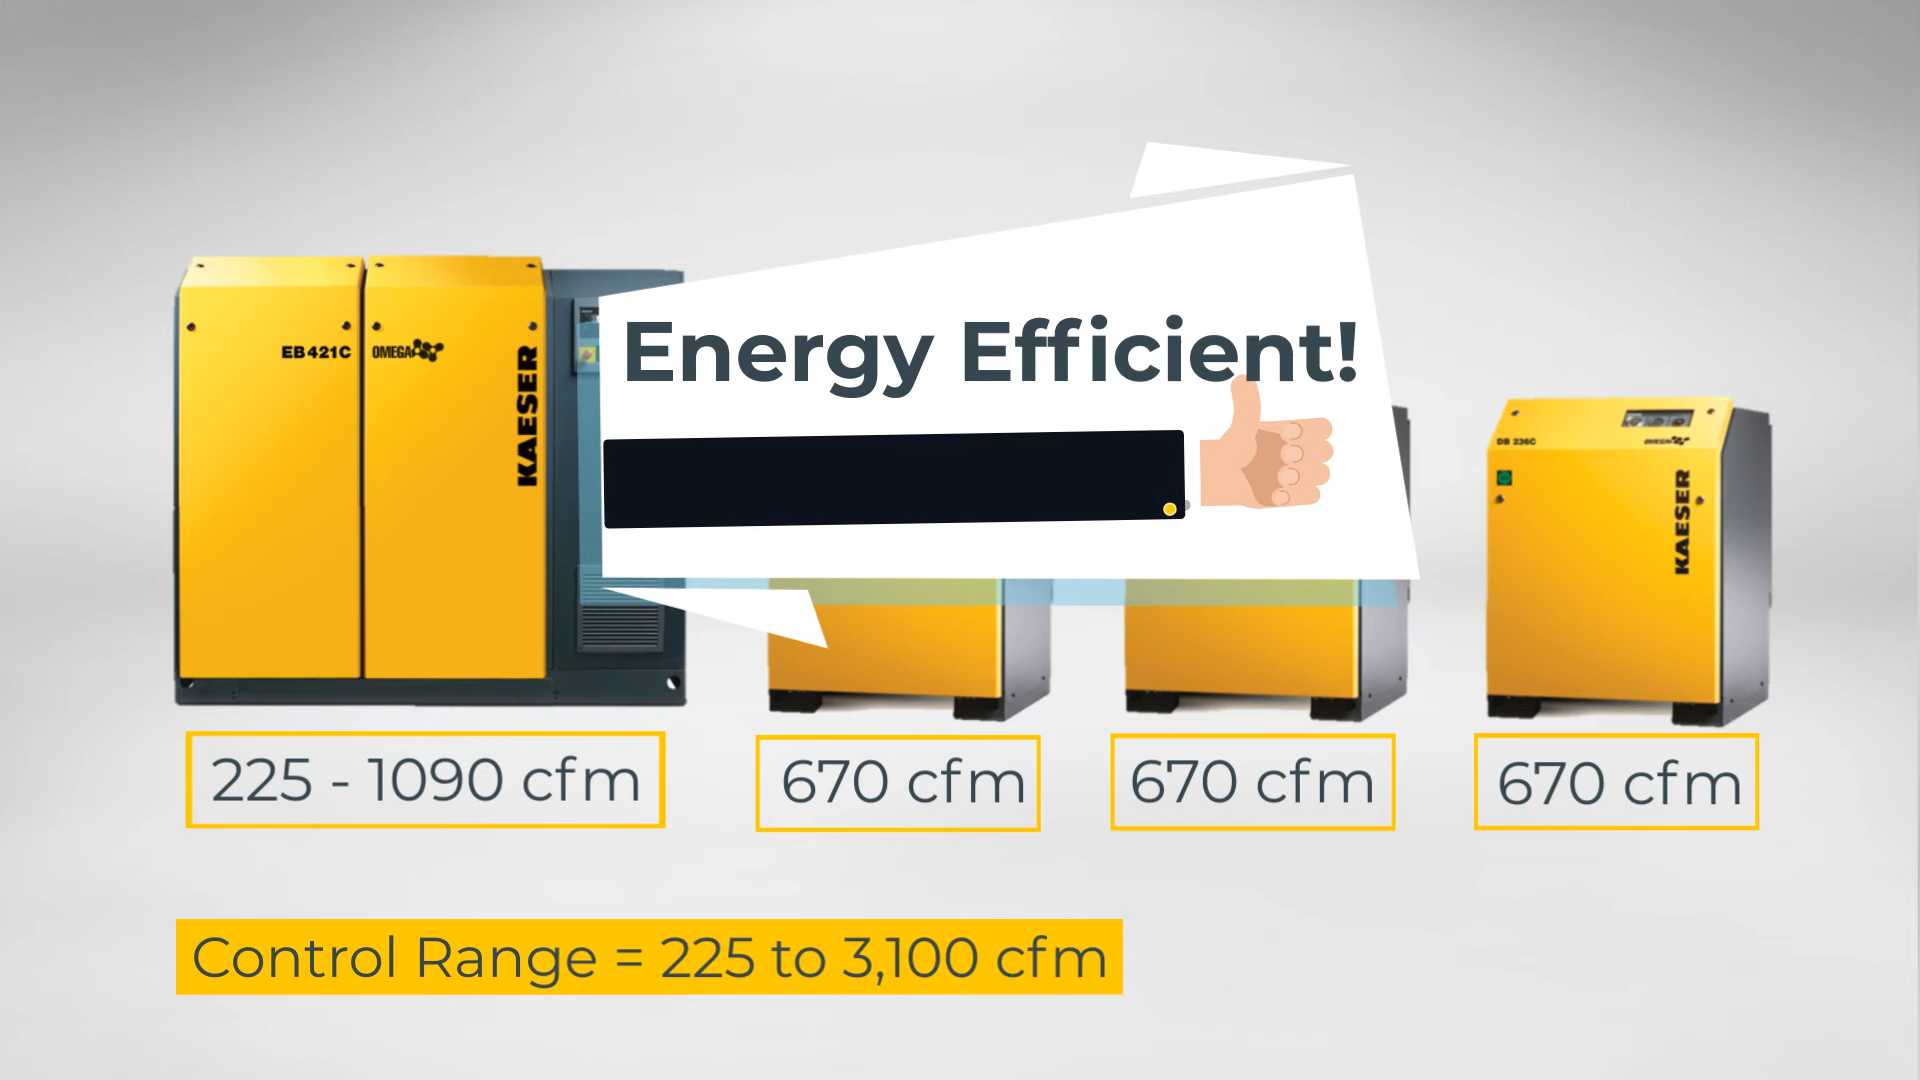 Energy Efficient!
EB421C
OMEGA
KAESER
DB 236C
OMEGA
KAESER
225 - 1090 cfm
670 cfm
670 cfm
670 cfm
Control Range = 225 to 3,100 cfm